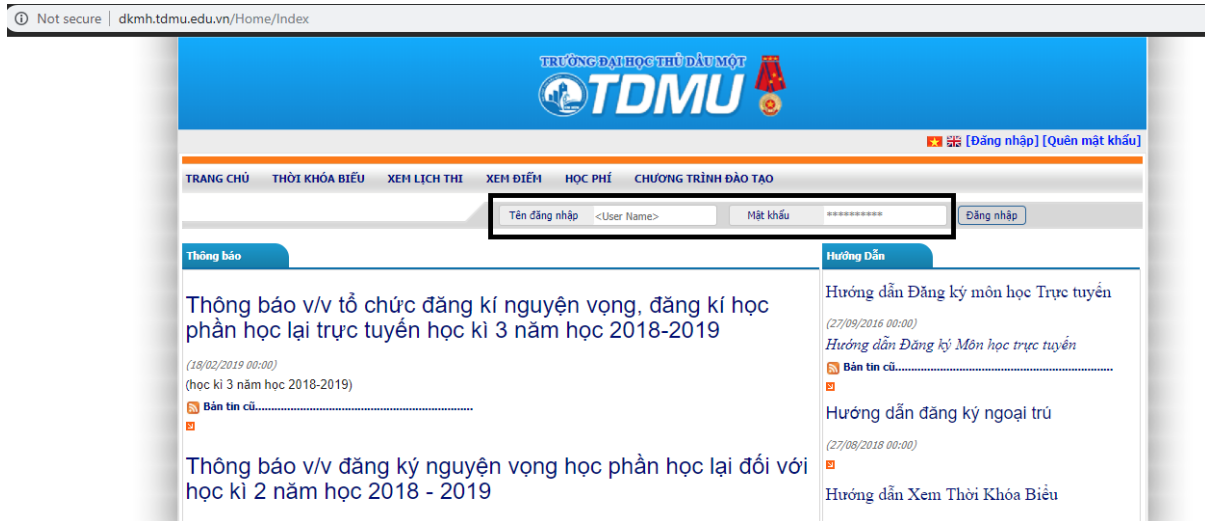 Not secure | dkmh.tdmu.edu.vn/Home/Index
TRƯỜNG ĐẠI HỌC THỦ DẦU MỘT
TDMU
[Đăng nhập] [Quên mật khẩu]
TRANG CHỦ THỜI KHÓA BIỂU XEM LỊCH THI XEM ĐIỂM HỌC PHÍ CHƯƠNG TRÌNH ĐÀO TẠO
Tên đăng nhập <User Name> Mật khẩu ********** Đăng nhập
Thông báo
Thông báo v/v tổ chức đăng kí nguyện vọng, đăng kí học
phần học lại trực tuyến học kì 3 năm học 2018-2019
(18/02/2019 00:00)
(học kì 3 năm học 2018-2019)
Bản tin cũ..................................................................
Thông báo v/v đăng ký nguyện vọng học phần học lại đối với
học kì 2 năm học 2018 - 2019
Hướng Dẫn
Hướng dẫn Đăng ký môn học Trực tuyến
(27/09/2016 00:00)
Hướng dẫn Đăng ký Môn học trực tuyến
Bản tin cũ..................................................................
Hướng dẫn đăng ký ngoại trú
(27/08/2018 00:00)
Hướng dẫn Xem Thời Khóa Biểu